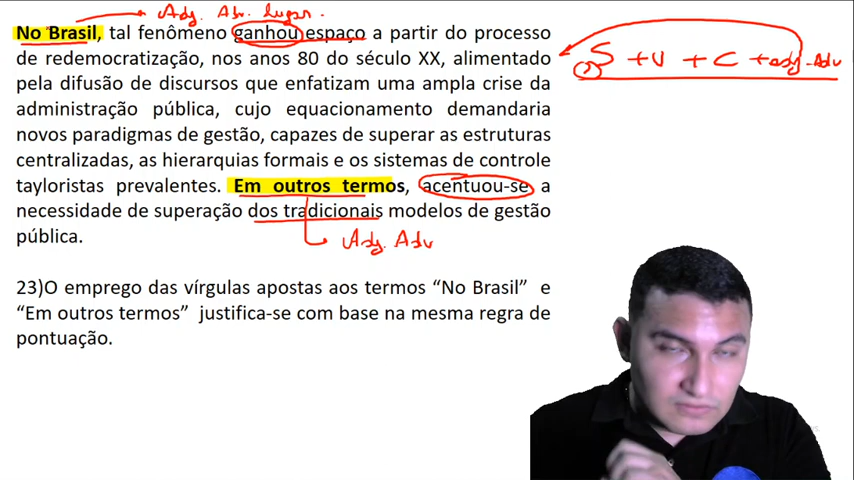 Adj. Adv. lugar.
No Brasil, tal fenômeno ganhou espaço a partir do processo
S + V + C + adj. Adv
de redemocratização, nos anos 80 do século XX, alimentado
pela difusão de discursos que enfatizam uma ampla crise da
administração pública, cujo equacionamento demandaria
novos paradigmas de gestão, capazes de superar as estruturas
centralizadas, as hierarquias formais e os sistemas de controle
tayloristas prevalentes. Em outros termos, acentuou-se a
necessidade de superação dos tradicionais modelos de gestão
pública.
Adj. Adv
23)O emprego das vírgulas apostas aos termos “No Brasil” e
“Em outros termos” justifica-se com base na mesma regra de
pontuação.